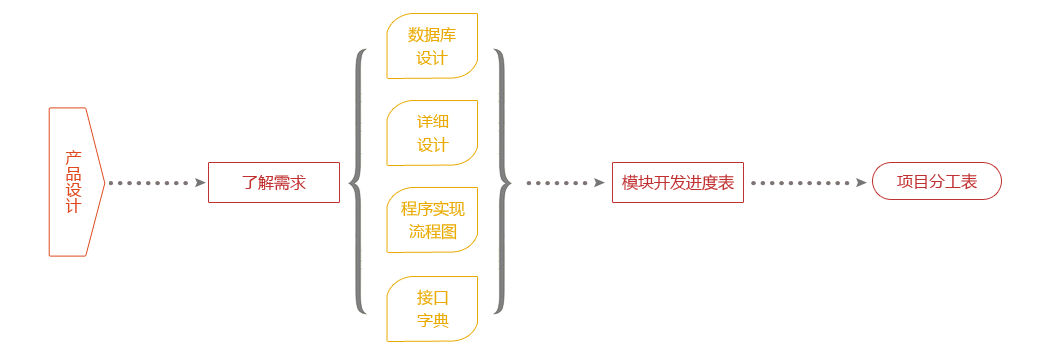 产品设计
了解需求
数据库
设计
详细
设计
程序实现
流程图
接口
字典
模块开发进度表
项目分工表